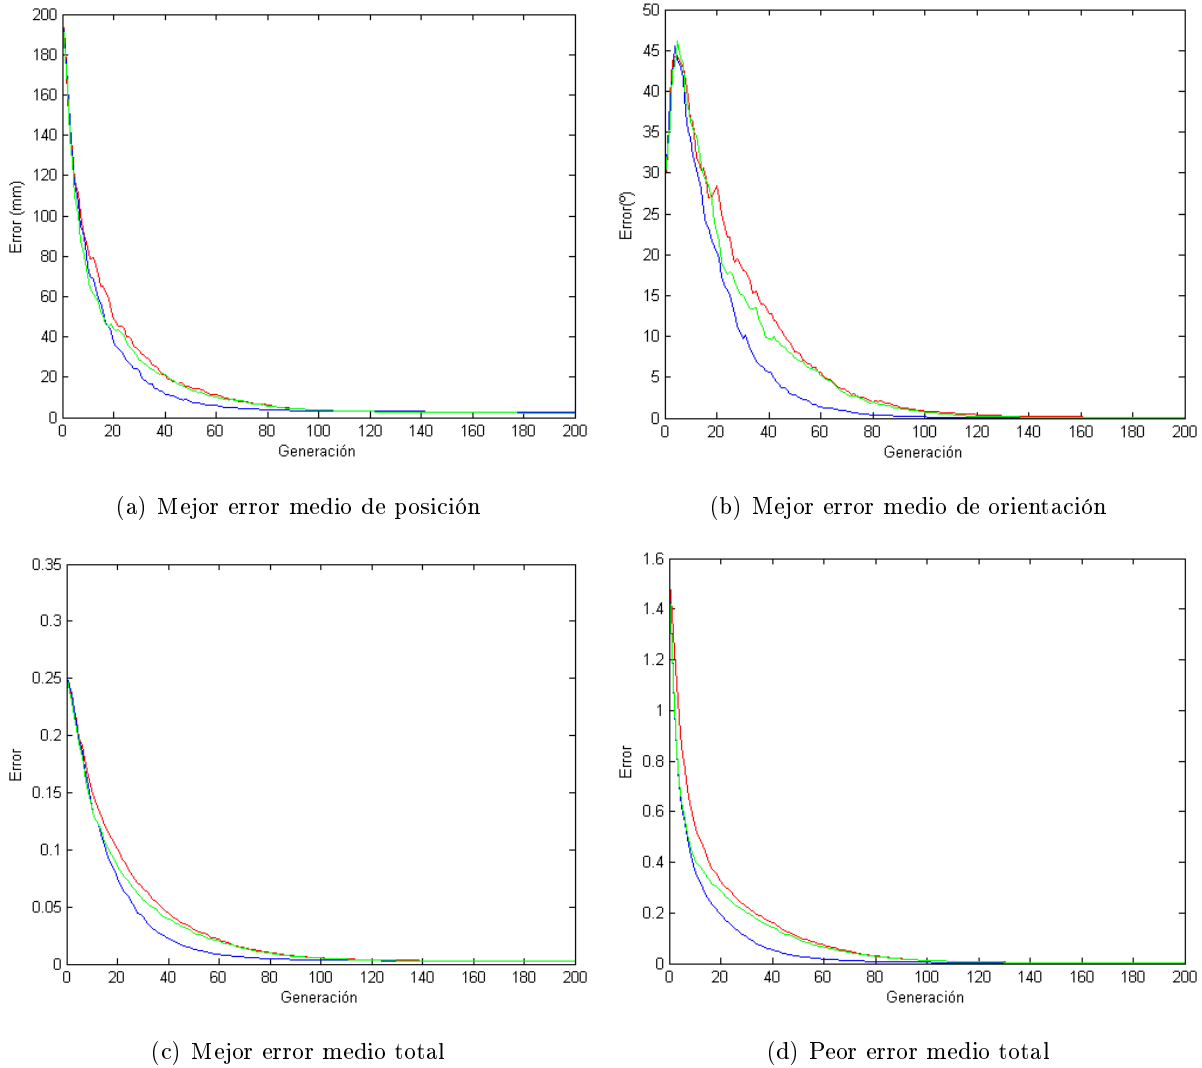 200
180
160
140
120
100
80
60
40
20
0
Error (mm)
0 20 40 60 80 100 120 140 160 180 200
Generación
(a) Mejor error medio de posición
50
45
40
35
30
25
20
15
10
5
0
Error(º)
0 20 40 60 80 100 120 140 160 180 200
Generación
(b) Mejor error medio de orientación
0.35
0.3
0.25
0.2
0.15
0.1
0.05
0
Error
0 20 40 60 80 100 120 140 160 180 200
Generación
(c) Mejor error medio total
1.6
1.4
1.2
1
0.8
0.6
0.4
0.2
0
Error
0 20 40 60 80 100 120 140 160 180 200
Generación
(d) Peor error medio total